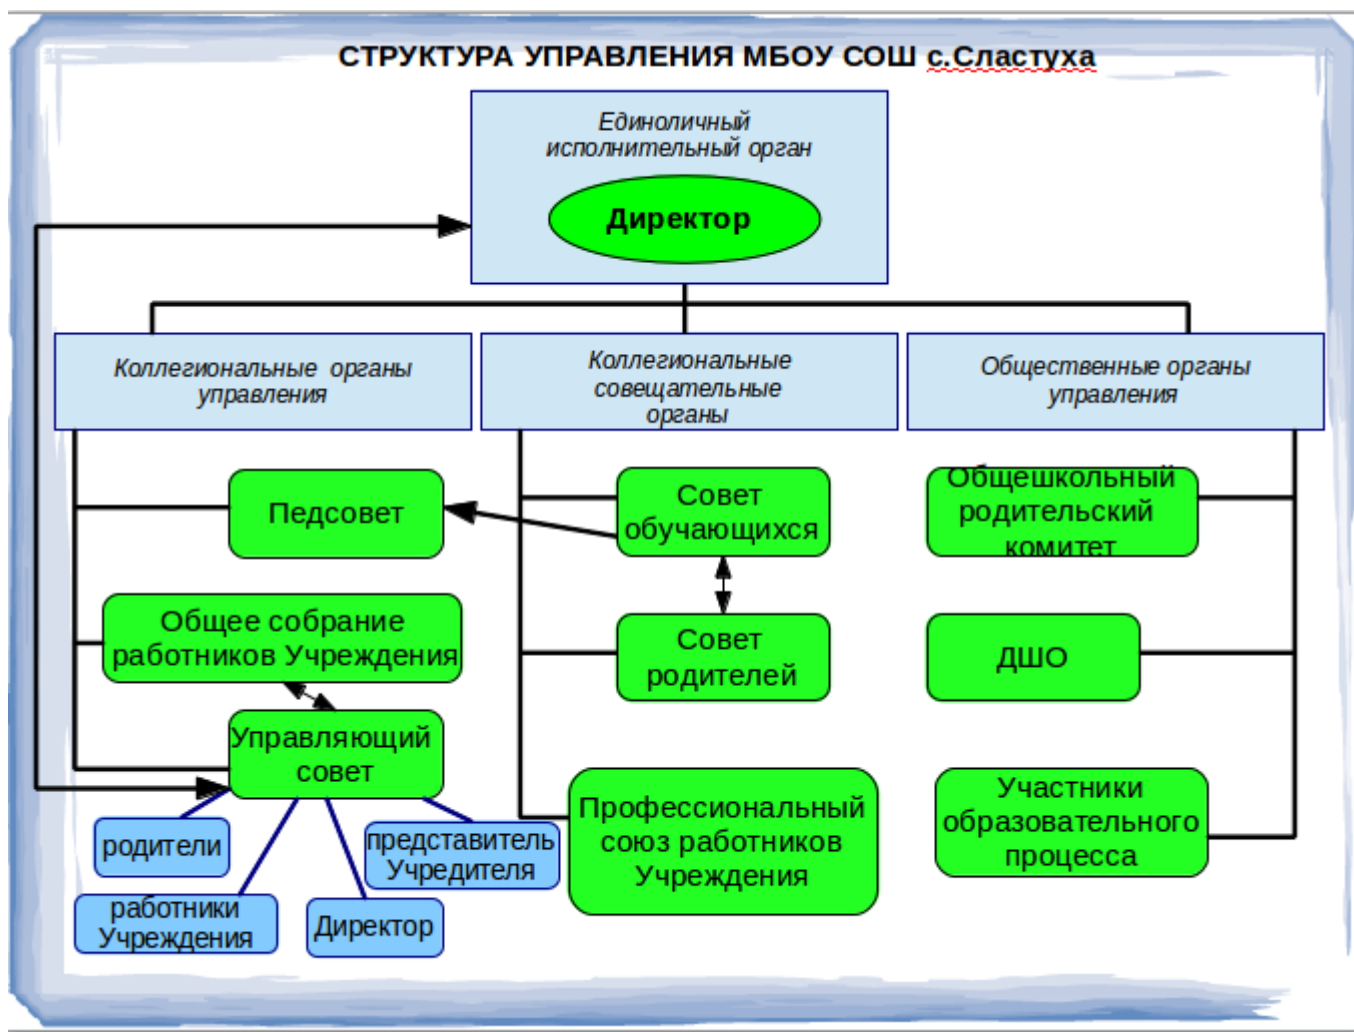 СТРУКТУРА УПРАВЛЕНИЯ МБОУ СОШ с.Сластуха
Единоличный
исполнительный орган
Директор
Коллегиональные органы
управления
Коллегиональные
совещательные
органы
Общественные органы
управления
Педсовет
Совет
обучающихся
Общешкольный
родительский
комитет
Общее собрание
работников Учреждения
Совет
родителей
ДШО
Управляющий
совет
Профессиональный
союз работников
Учреждения
Участники
образовательного
процесса
родители
представитель
Учредителя
работники
Учреждения
Директор